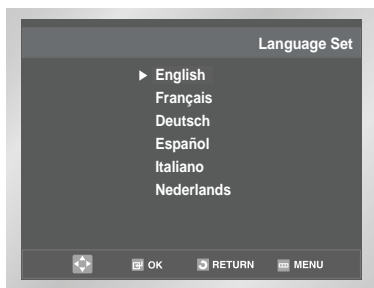 Language Set
► English
Français
Deutsch
Español
Italiano
Nederlands
OK RETURN MENU